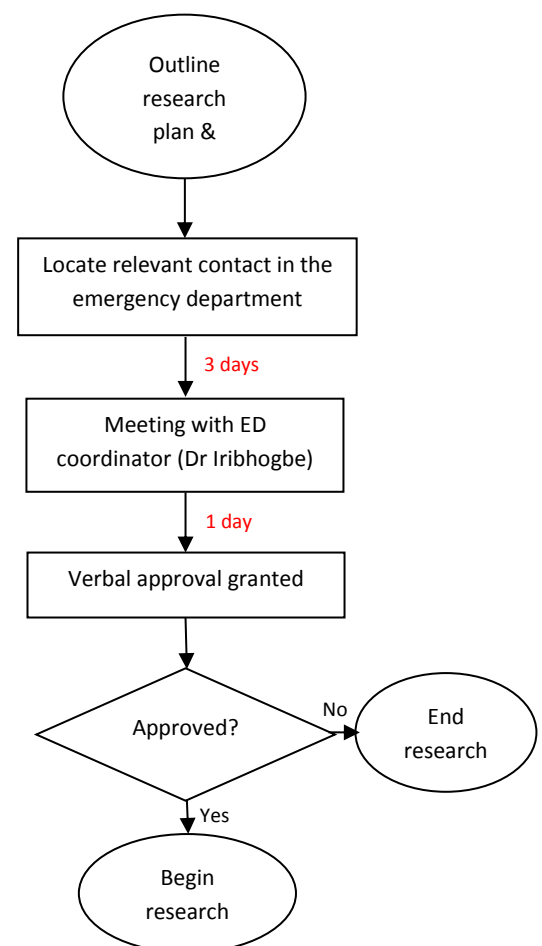 Outline
research
plan &
Locate relevant contact in the
emergency department
3 days
Meeting with ED
coordinator (Dr Iribhogbe)
1 day
Verbal approval granted
Approved?
No
End
research
Yes
Begin
research